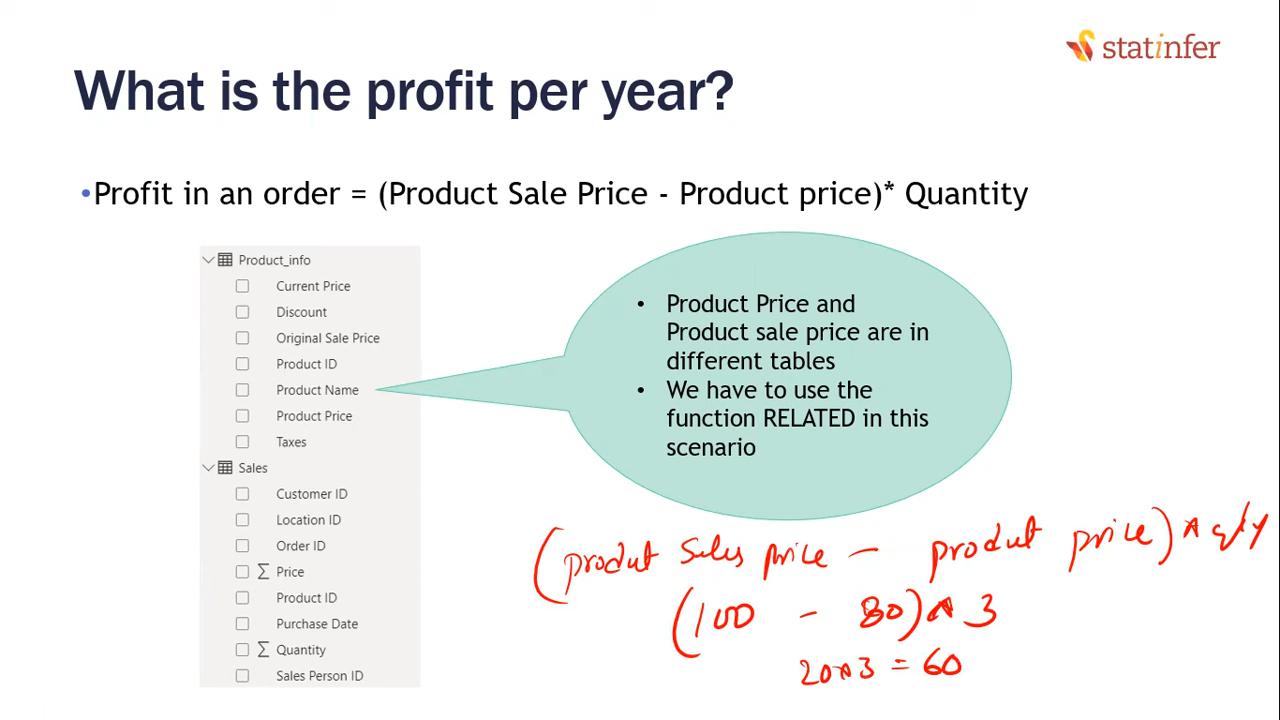 statinfer
What is the profit per year?
•Profit in an order = (Product Sale Price - Product price)* Quantity
Product_info
Current Price
Discount
Original Sale Price
Product ID
Product Name
Product Price
Taxes
Sales
Customer ID
Location ID
Order ID
∑ Price
Product ID
Purchase Date
∑ Quantity
Sales Person ID
• Product Price and
Product sale price are in
different tables
• We have to use the
function RELATED in this
scenario
(produt Sales price - produt price) * qty
(100 - 80) * 3
20*3 = 60